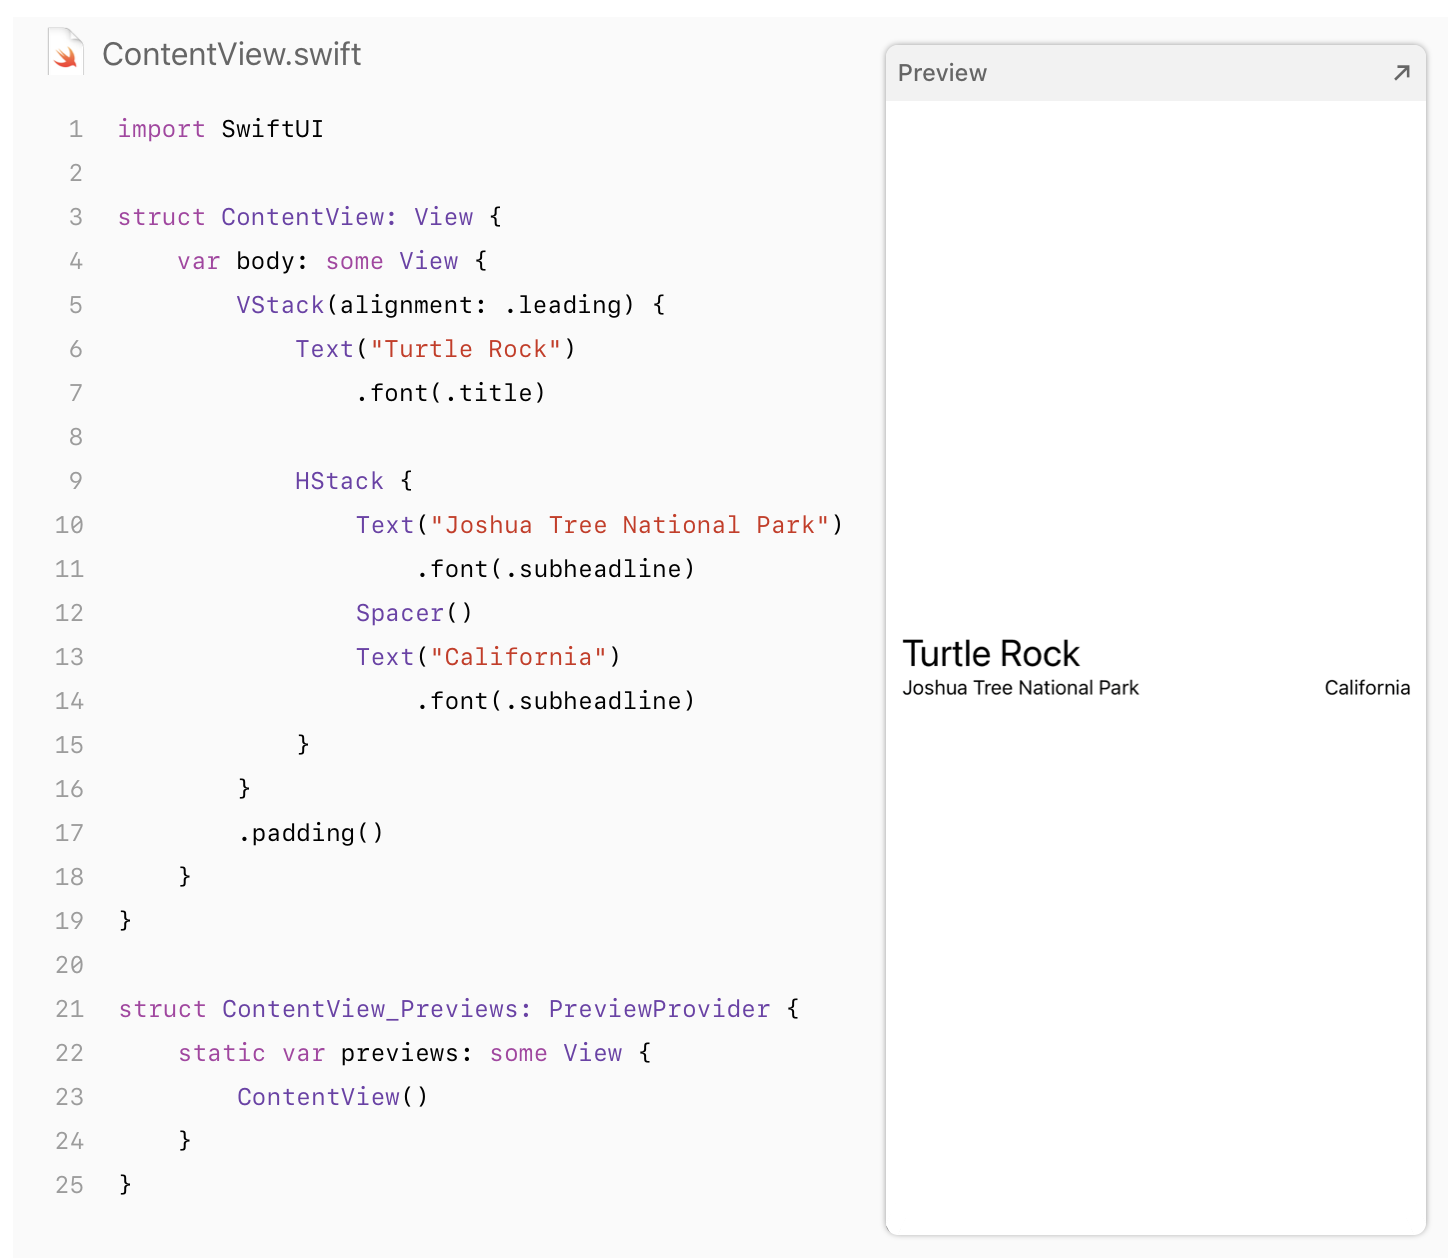 ContentView.swift
1 import SwiftUI
2
3 struct ContentView: View {
4     var body: some View {
5         VStack(alignment: .leading) {
6             Text("Turtle Rock")
7                 .font(.title)
8
9             HStack {
10                 Text("Joshua Tree National Park")
11                     .font(.subheadline)
12                 Spacer()
13                 Text("California")
14                     .font(.subheadline)
15             }
16         }
17         .padding()
18     }
19 }
20
21 struct ContentView_Previews: PreviewProvider {
22     static var previews: some View {
23         ContentView()
24     }
25 }
Preview
Turtle Rock
Joshua Tree National Park California